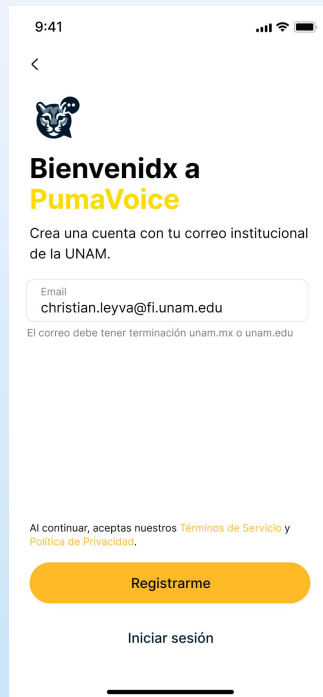 9:41
Bienvenidx a
PumaVoice
Crea una cuenta con tu correo institucional
de la UNAM.
Email
christian.leyva@fi.unam.edu
El correo debe tener terminación unam.mx o unam.edu
Al continuar, aceptas nuestros Términos de Servicio y
Política de Privacidad.
Registrarme
Iniciar sesión